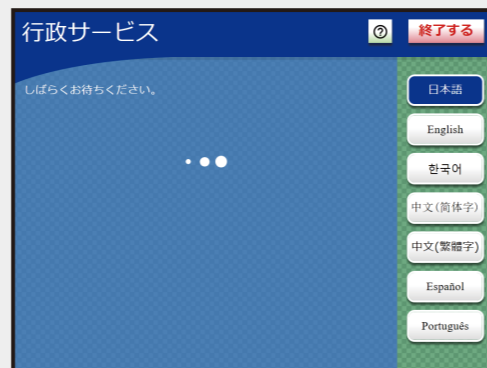 行政サービス
?
終了する
しばらくお待ちください。
日本語
English
한국어
中文(简体字)
中文(繁體字)
Español
Português